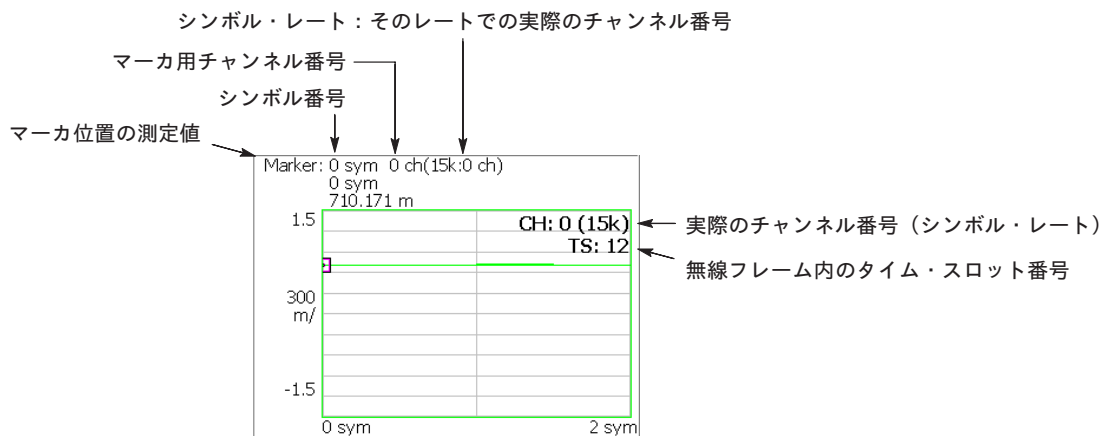 シンボル・レート：そのレートでの実際のチャンネル番号
マーカ用チャンネル番号
シンボル番号
マーカ位置の測定値
Marker: 0 sym 0 ch(15k:0 ch)
0 sym
710.171 m
1.5
CH: 0 (15k)
実際のチャンネル番号（シンボル・レート）
TS: 12
無線フレーム内のタイム・スロット番号
300
m/
-1.5
0 sym 2 sym